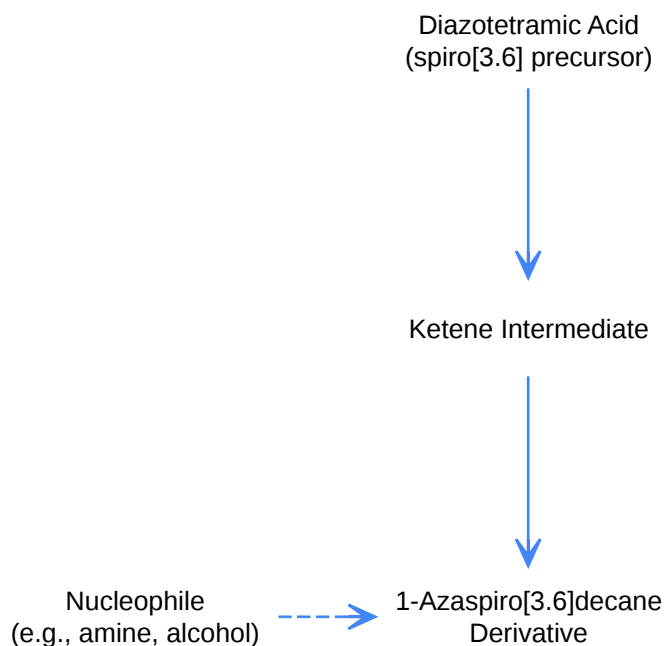 Diazotetramic Acid
(spiro[3.6] precursor)
Ketene Intermediate
Nucleophile
(e.g., amine, alcohol)
1-Azaspiro[3.6]decane
Derivative